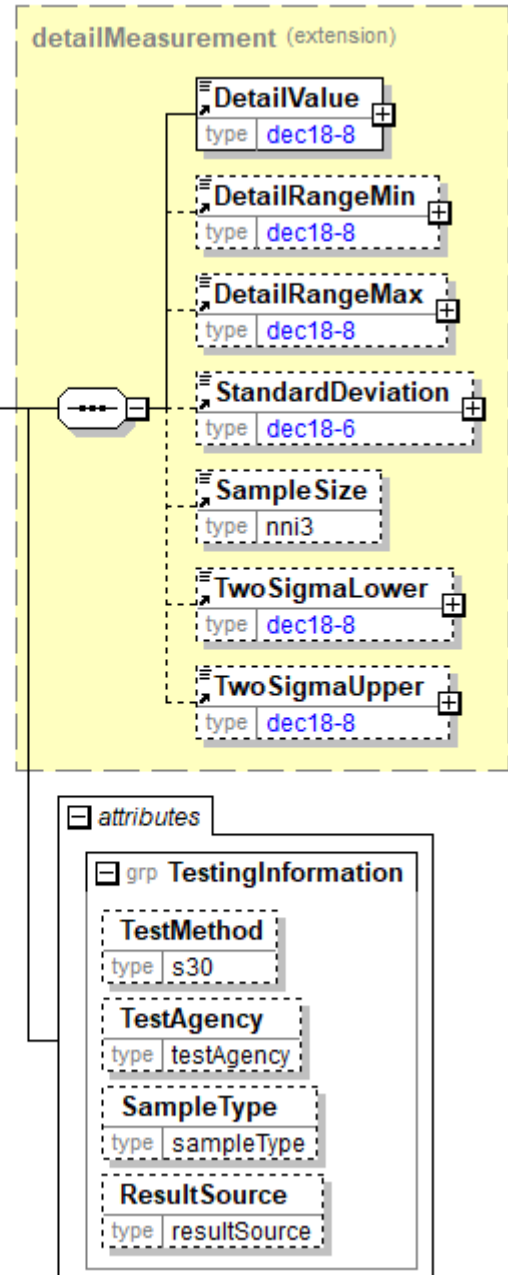 detailMeasurement (extension)
DetailValue
type dec18-8
DetailRangeMin
type dec18-8
DetailRangeMax
type dec18-8
StandardDeviation
type dec18-6
SampleSize
type nni3
TwoSigmaLower
type dec18-8
TwoSigmaUpper
type dec18-8
attributes
grp TestingInformation
TestMethod
type s30
TestAgency
type testAgency
SampleType
type sampleType
ResultSource
type resultSource